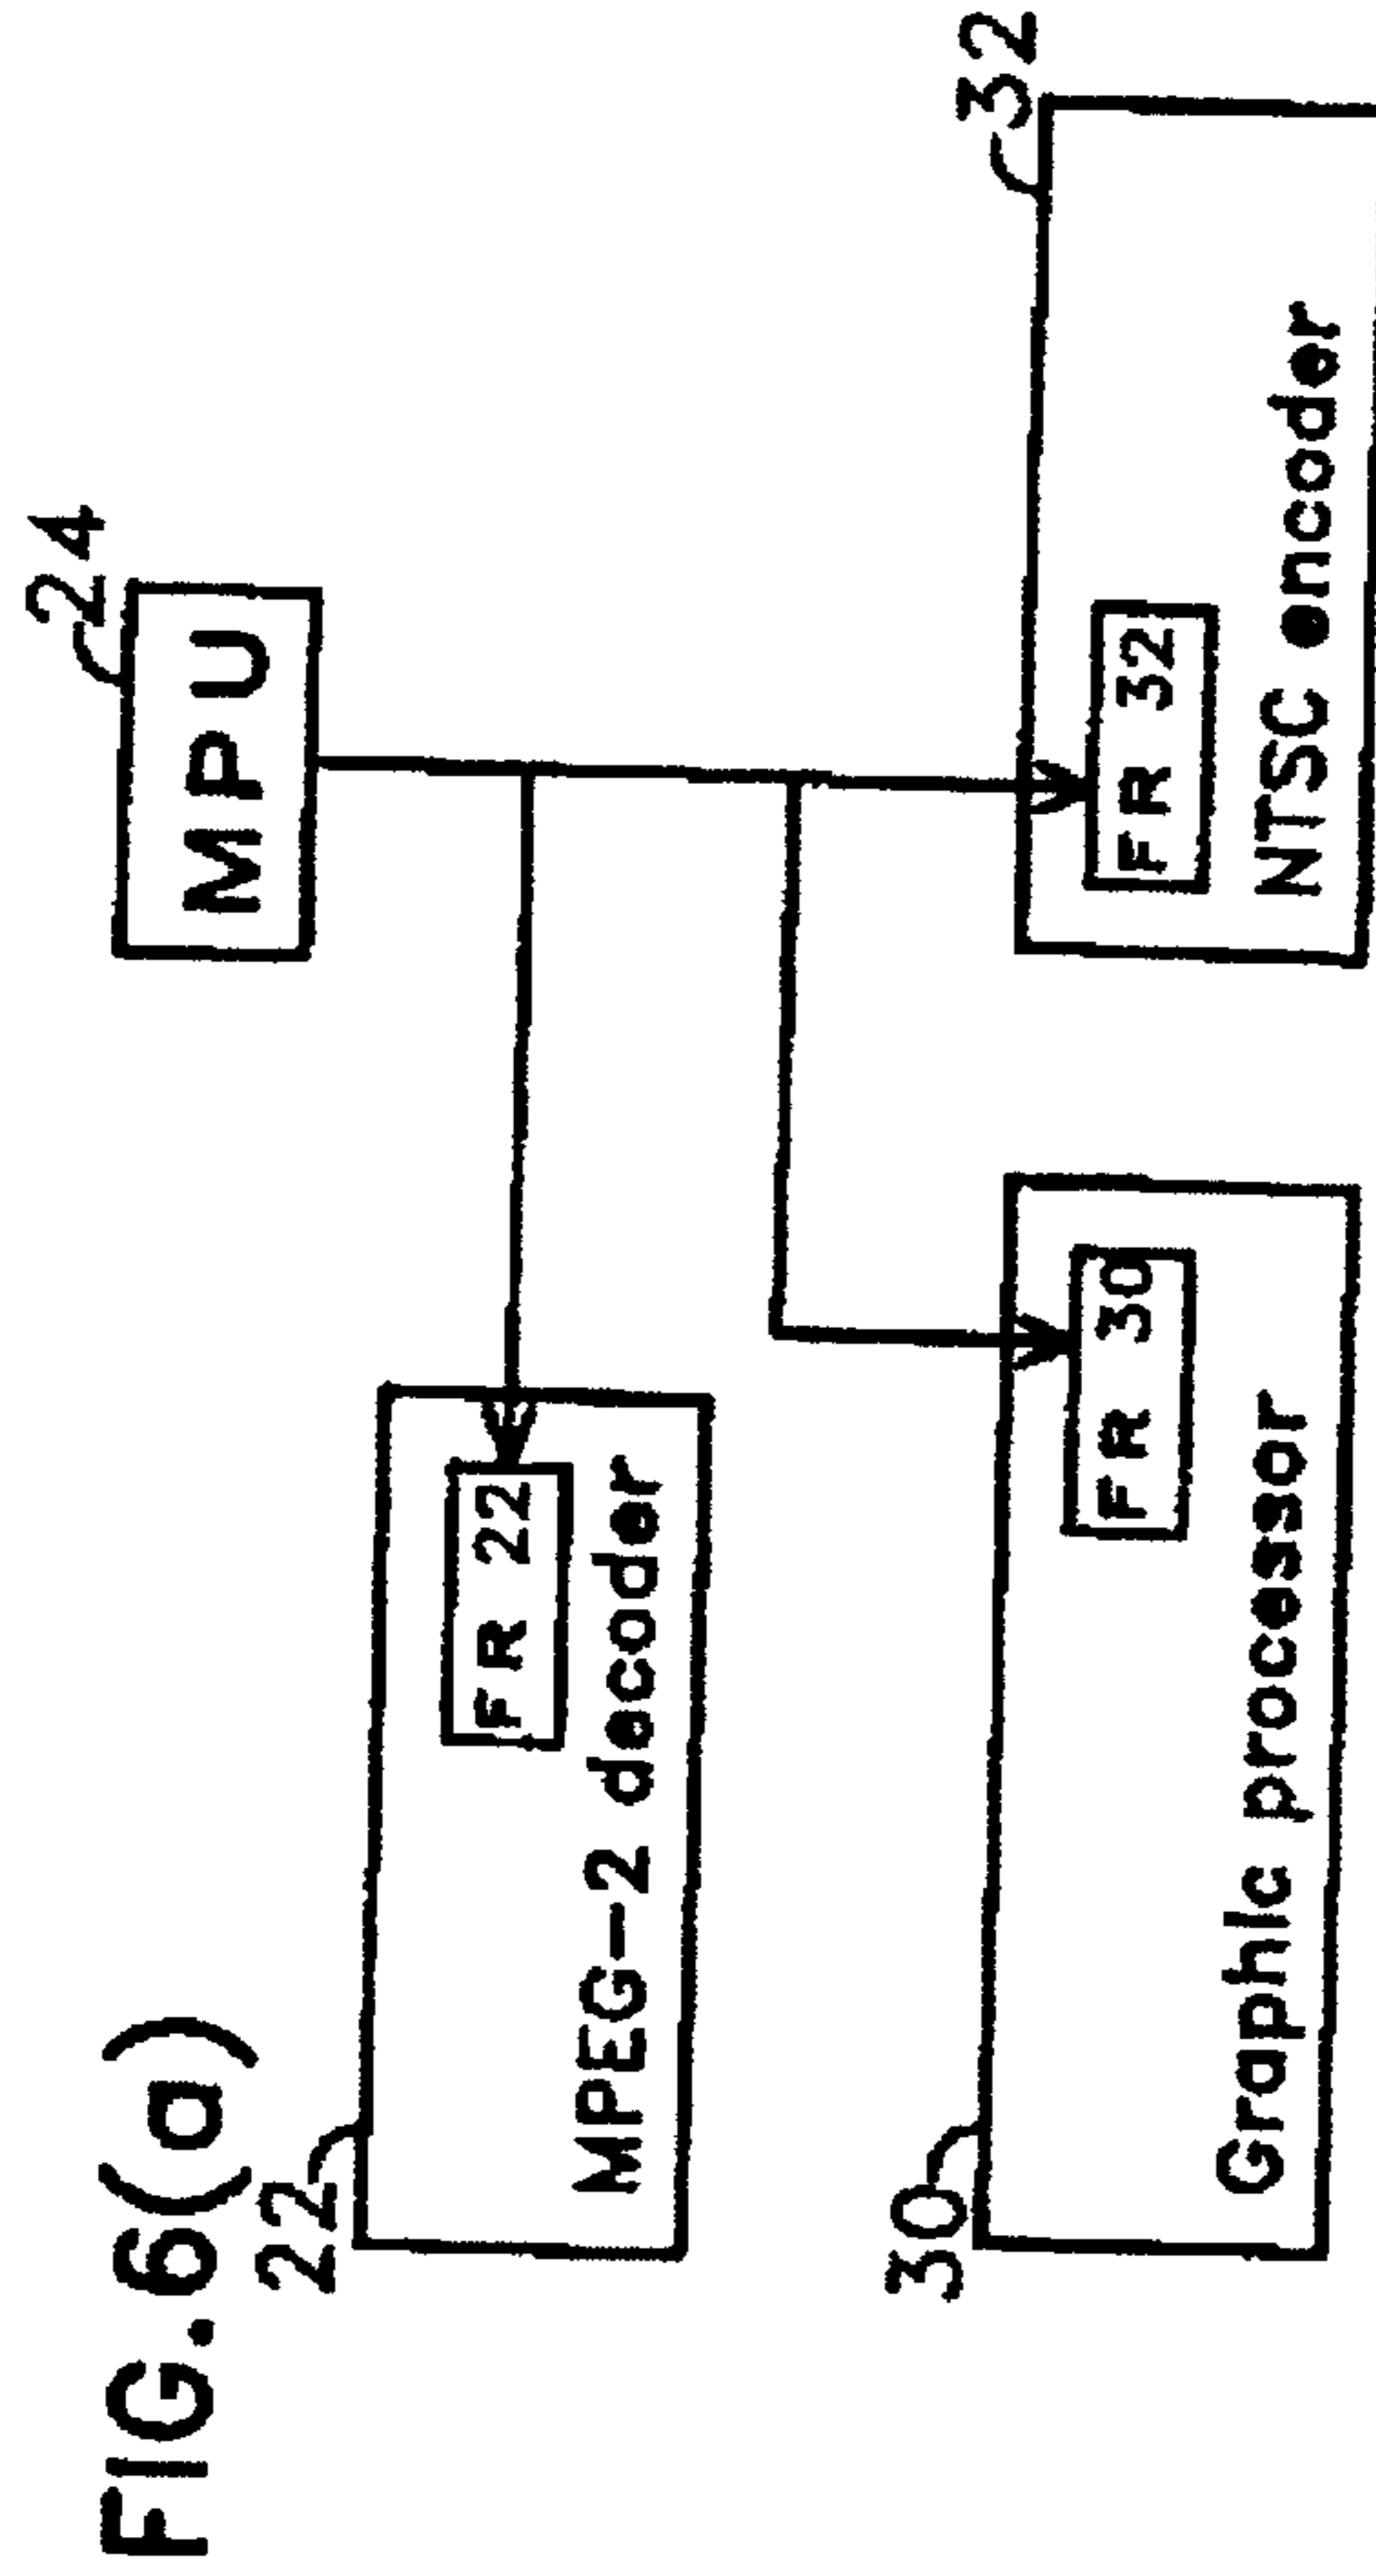 FIG.6(a)
24
MPU
22
FR 22
MPEG-2 decoder
30
FR 30
Graphic processor
32
FR 32
NTSC encoder